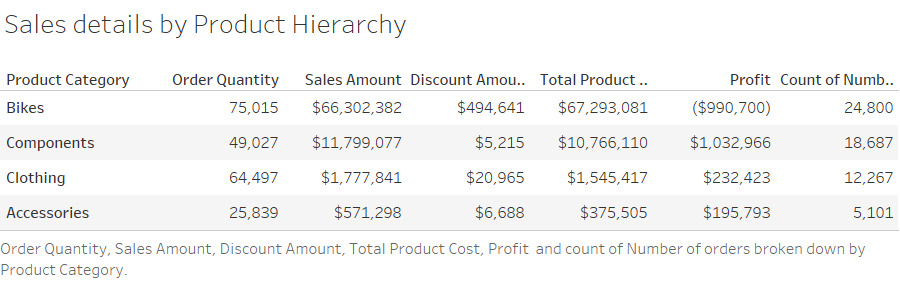 Sales details by Product Hierarchy
Product Category Order Quantity Sales Amount Discount Amou.. Total Product .. Profit Count of Numb..
Bikes 75,015 $66,302,382 $494,641 $67,293,081 ($990,700) 24,800
Components 49,027 $11,799,077 $5,215 $10,766,110 $1,032,966 18,687
Clothing 64,497 $1,777,841 $20,965 $1,545,417 $232,423 12,267
Accessories 25,839 $571,298 $6,688 $375,505 $195,793 5,101
Order Quantity, Sales Amount, Discount Amount, Total Product Cost, Profit and count of Number of orders broken down by
Product Category.